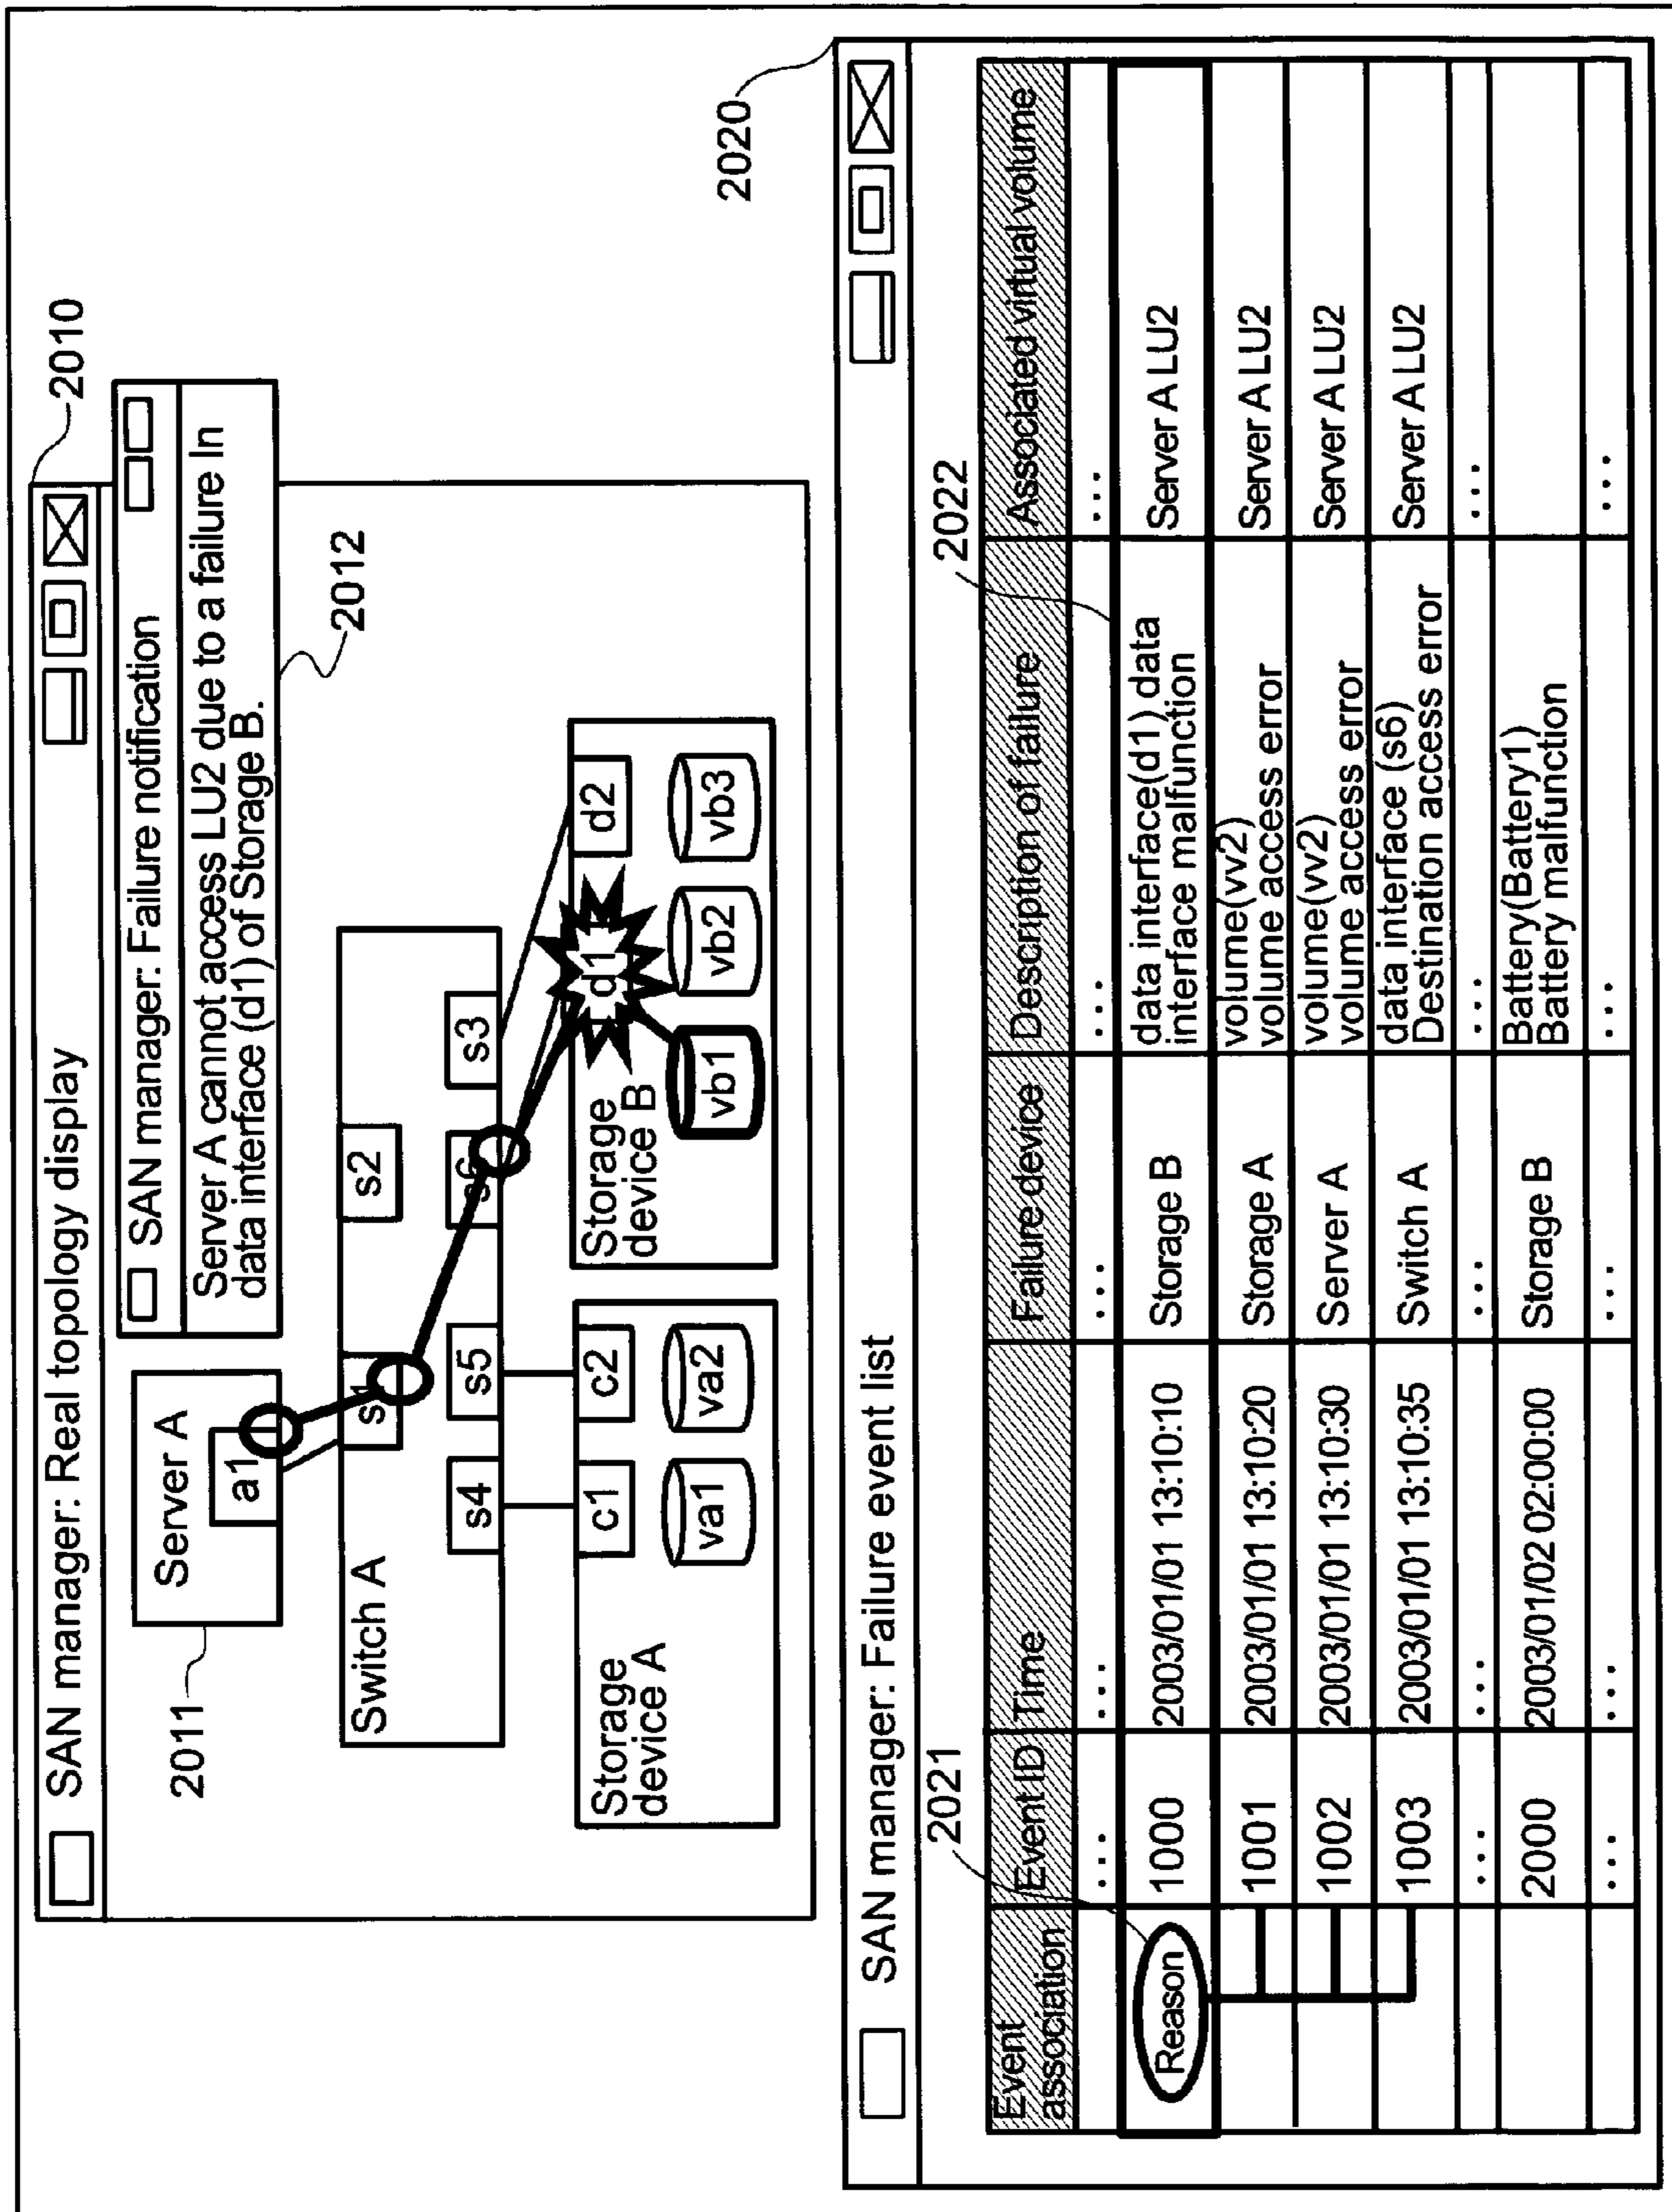 2010
SAN manager: Real topology display
SAN manager: Failure notification
Server A cannot access LU2 due to a failure In
data interface (d1) of Storage B.
2012
2011
Server A
a1
Switch A
s1
s2
s4
s5
s6
s3
Storage
device A
c1
c2
va1
va2
Storage
device B
d1
d2
vb1
vb2
vb3
2020
SAN manager: Failure event list
2021
2022
Event
association
Event ID
Time
Failure device
Description of failure
Associated virtual volume
... ... ... ... ...
Reason 1000 2003/01/01 13:10:10 Storage B data interface(d1) data Server A LU2
interface malfunction
1001 2003/01/01 13:10:20 Storage A volume(vv2) Server A LU2
volume access error
1002 2003/01/01 13:10:30 Server A volume(vv2) Server A LU2
volume access error
1003 2003/01/01 13:10:35 Switch A data interface (s6) Server A LU2
Destination access error
... ... ... ... ...
2000 2003/01/02 02:00:00 Storage B Battery(Battery1)
Battery malfunction
... ... ... ... ...